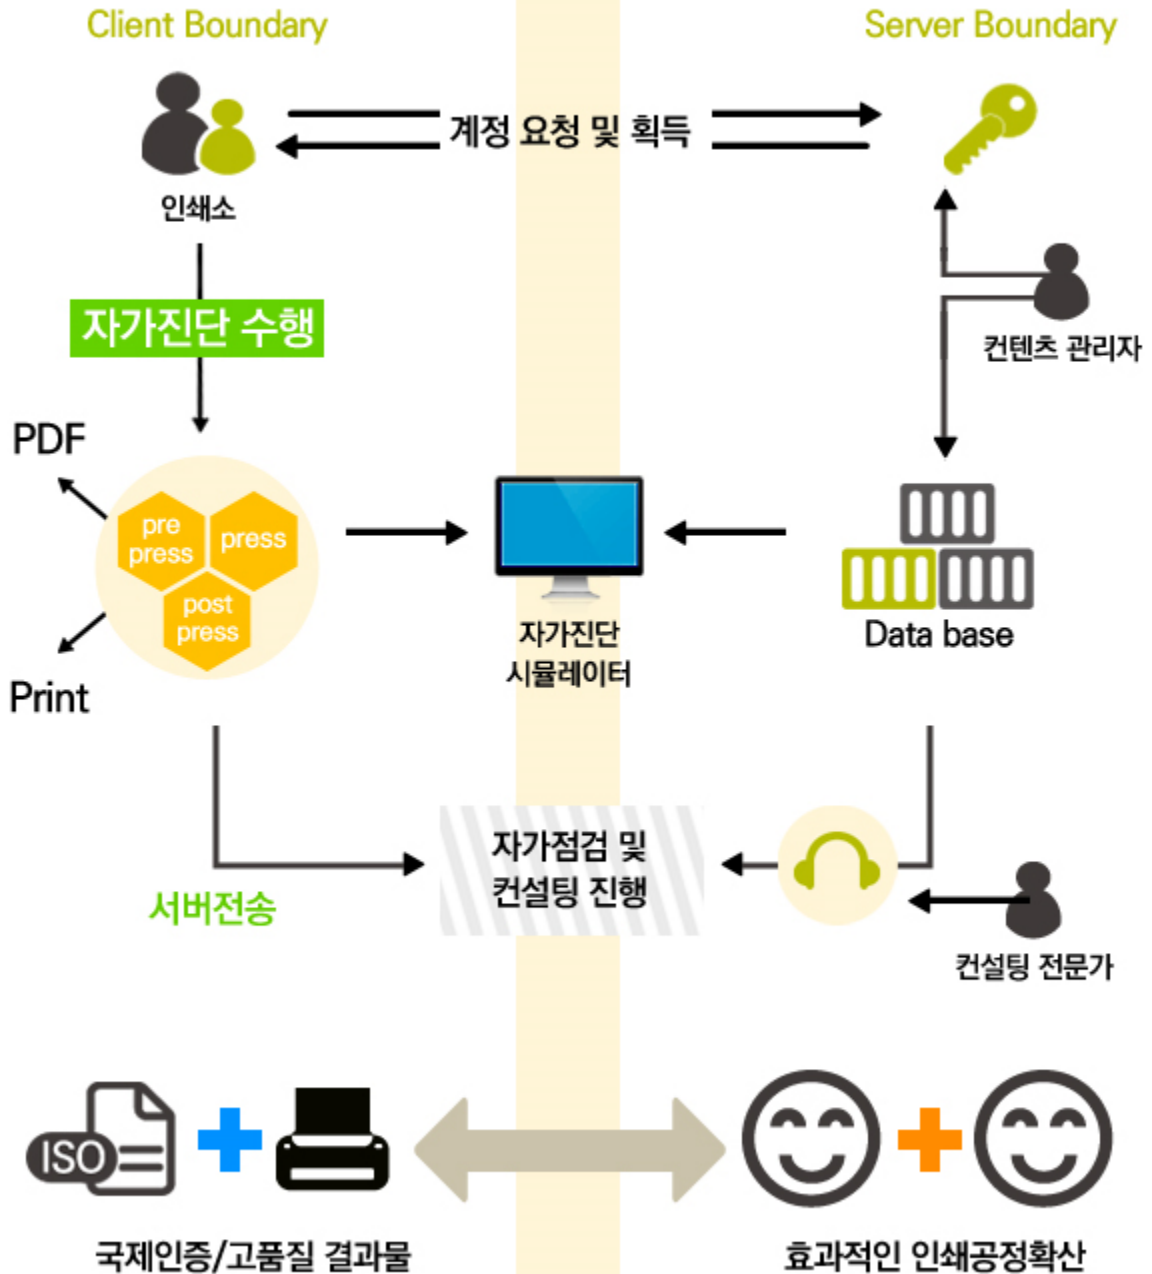 Client Boundary
Server Boundary
계정 요청 및 획득
인쇄소
자가진단 수행
컨텐츠 관리자
PDF
pre
press
press
post
press
Print
자가진단
시뮬레이터
Data base
자가점검 및
컨설팅 진행
서버전송
컨설팅 전문가
ISO
국제인증/고품질 결과물
효과적인 인쇄공정확산